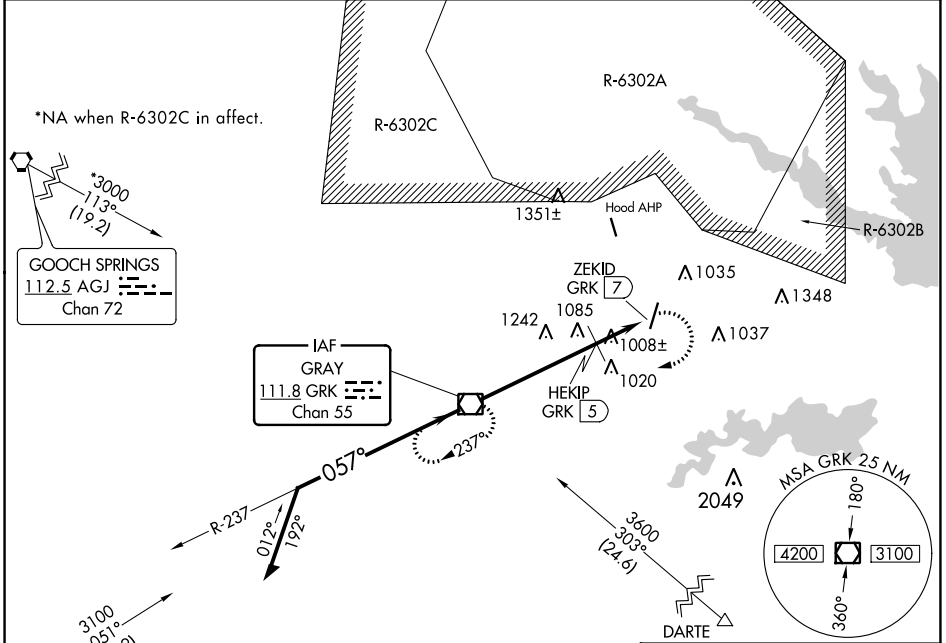 R-6302A
*NA when R-6302C in affect.
R-6302C
*3000
113°
(19.2)
1351±
Hood AHP
R-6302B
GOOCH SPRINGS
112.5 AGJ
Chan 72
ZEKID
GRK 7
1035
1348
1242
1085
1008±
1037
IAF
GRAY
111.8 GRK
Chan 55
1020
HEKIP
GRK 5
057°
237°
R-237
012°
192°
MSA GRK 25 NM
180°
4200
3100
360°
2049
3600
303°
(24.6)
DARTE
3100
051°